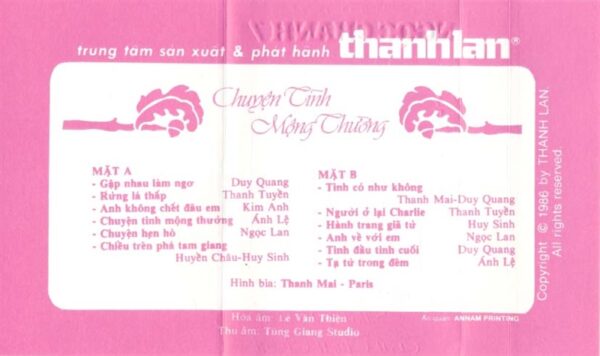 trung tâm sản xuất & phát hành thanhlan®
Chuyện Tình
Mộng Thường
MẶT A
- Gặp nhau làm ngơ Duy Quang
- Rừng lá thấp Thanh Tuyền
- Anh không chết đâu em Kim Anh
- Chuyện tình mộng thường Ánh Lệ
- Chuyện hẹn hò Ngọc Lan
- Chiều trên phá tam giang
Huyền Châu-Huy Sinh
MẶT B
- Tình có như không
Thanh Mai-Duy Quang
- Người ở lại Charlie Thanh Tuyền
- Hành trang giã từ Huy Sinh
- Anh về với em Ngọc Lan
- Tình đầu tình cuối Duy Quang
- Tạ từ trong đêm Ánh Lệ
Hình bìa: Thanh Mai - Paris
Hòa âm: Lê Văn Thiện
Thu âm: Tùng Giang Studio
Ấn quán: ANNAM PRINTING
Copyright © 1986 by THANH LAN.
All rights reserved